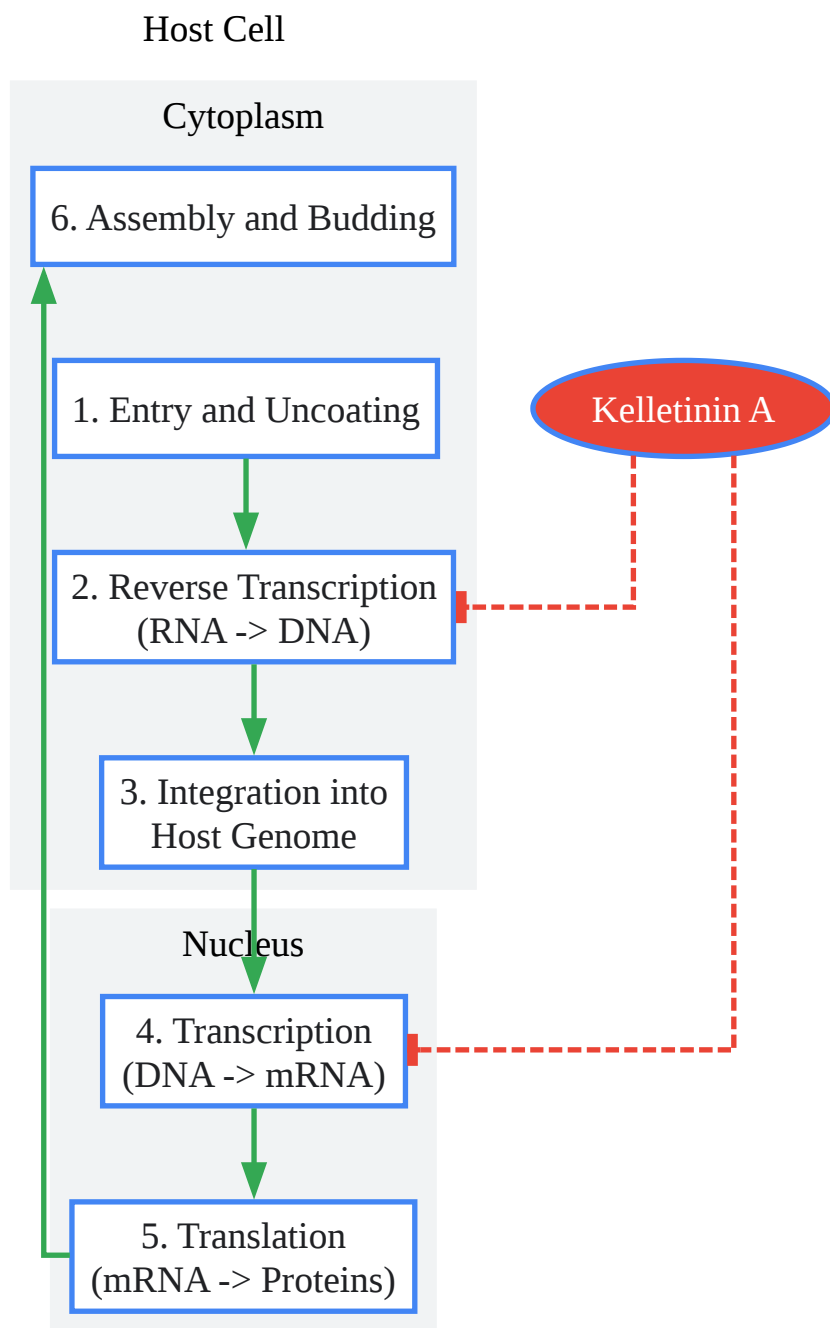 Host Cell
Cytoplasm
6. Assembly and Budding
1. Entry and Uncoating
Kelletinin A
2. Reverse Transcription
(RNA -> DNA)
3. Integration into
Host Genome
Nucleus
4. Transcription
(DNA -> mRNA)
5. Translation
(mRNA -> Proteins)